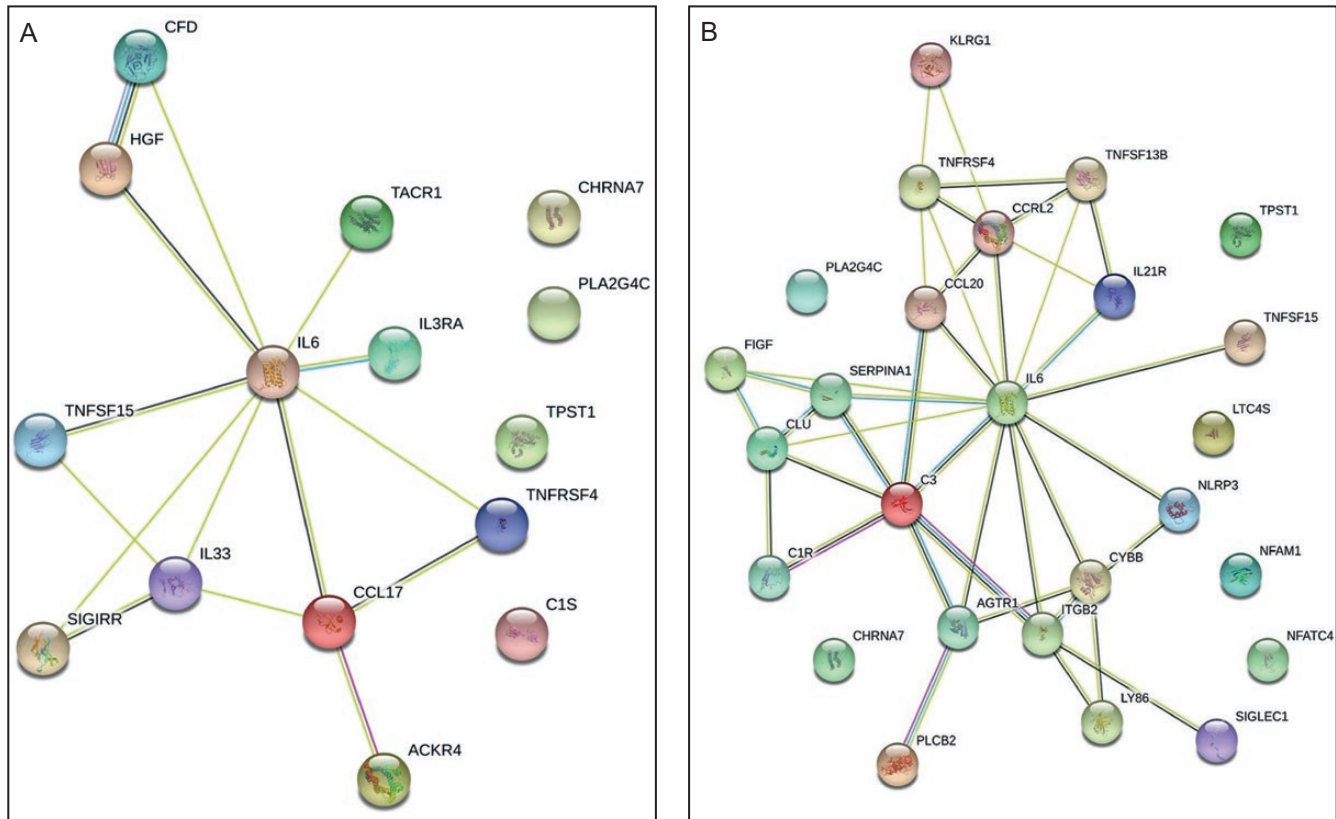 A
CFD
HGF
TACR1
CHRNA7
PLA2G4C
IL6
IL3RA
TNFSF15
TPST1
TNFRSF4
IL33
CCL17
C1S
SIGIRR
ACKR4
B
KLRG1
TNFRSF4
TNFSF13B
CCRL2
TPST1
PLA2G4C
IL21R
CCL20
TNFSF15
FIGF
SERPINA1
IL6
LTC4S
CLU
C3
NLRP3
C1R
CYBB
NFAM1
AGTR1
ITGB2
CHRNA7
NFATC4
LY86
SIGLEC1
PLCB2